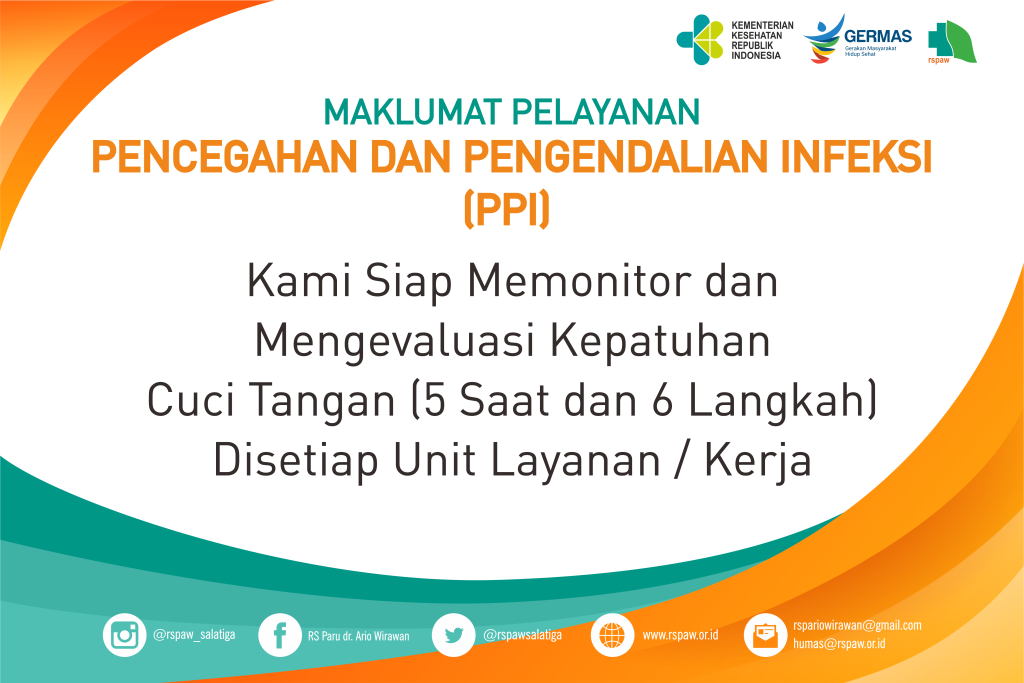 KEMENTERIAN
KESEHATAN
REPUBLIK
INDONESIA
GERMAS
Gerakan Masyarakat
Hidup Sehat
rspaw
MAKLUMAT PELAYANAN
PENCEGAHAN DAN PENGENDALIAN INFEKSI
(PPI)
Kami Siap Memonitor dan
Mengevaluasi Kepatuhan
Cuci Tangan (5 Saat dan 6 Langkah)
Disetiap Unit Layanan / Kerja
@rspaw_salatiga
RS Paru dr. Ario Wirawan
@rspawsalatiga
www.rspaw.or.id
rspariowirawan@gmail.com
humas@rspaw.or.id